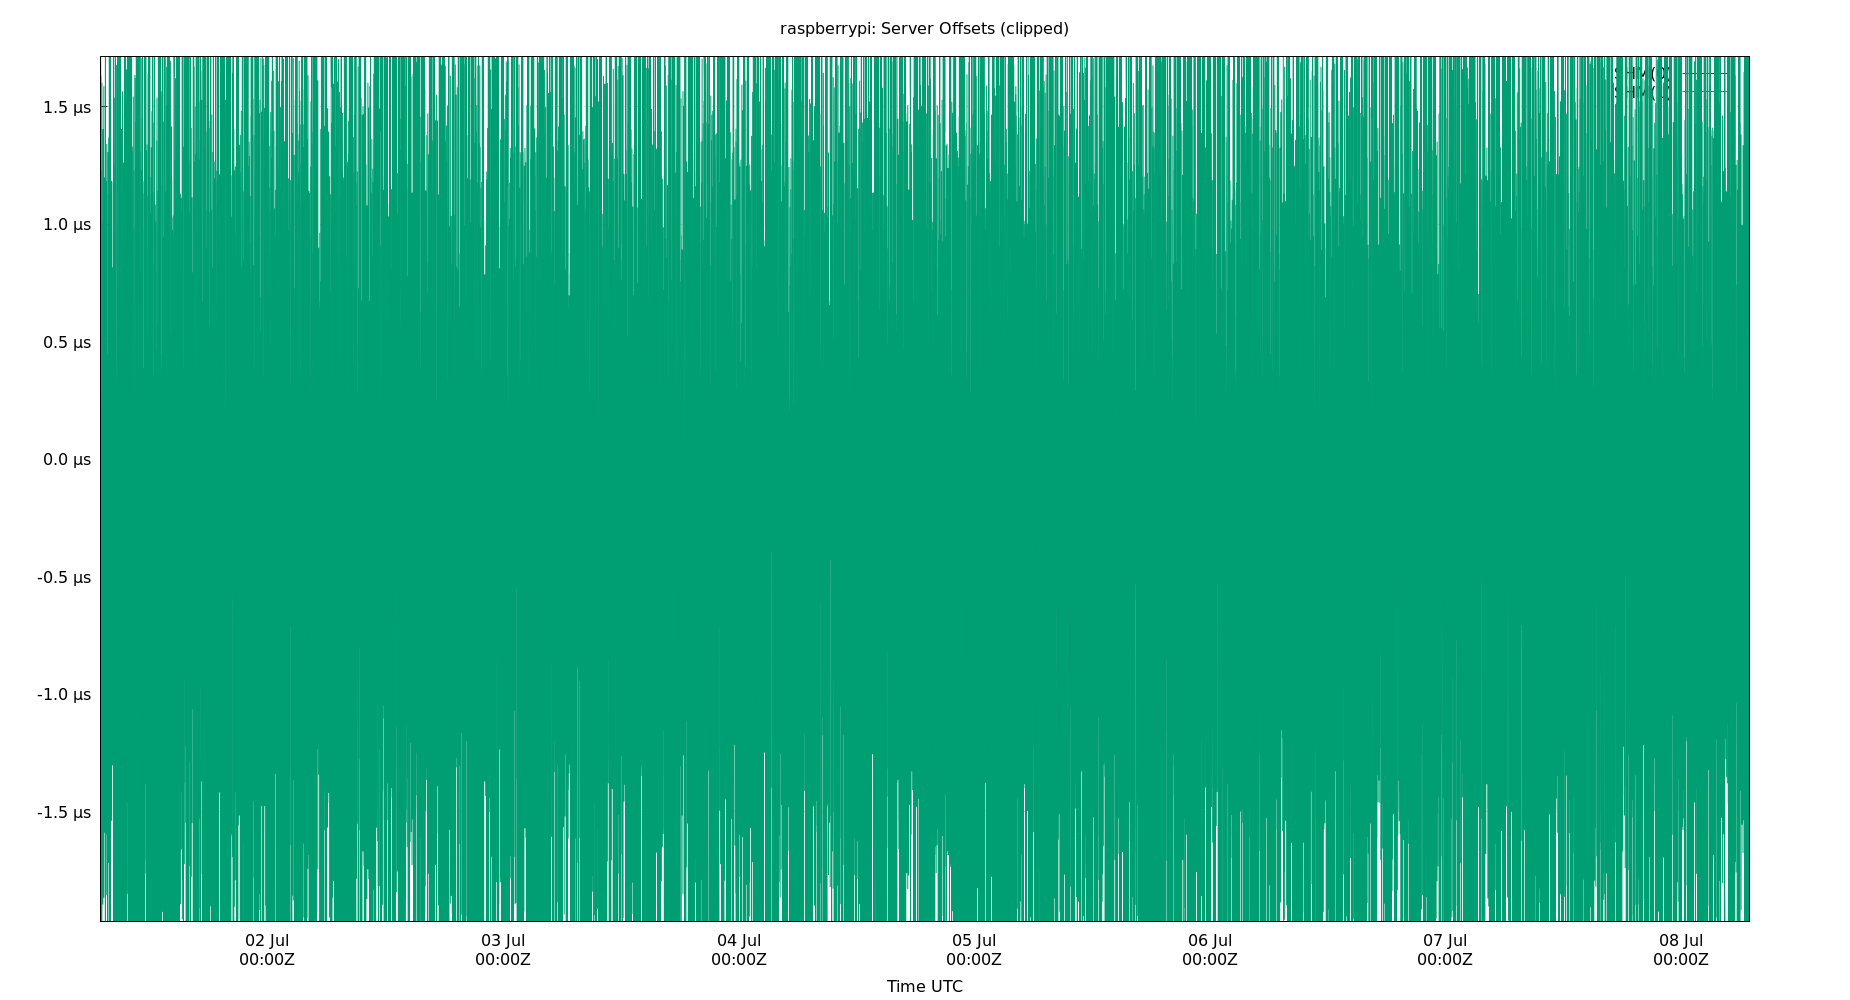 raspberrypi: Server Offsets (clipped)
1.5 µs
1.0 µs
0.5 µs
0.0 µs
-0.5 µs
-1.0 µs
-1.5 µs
02 Jul
00:00Z
03 Jul
00:00Z
04 Jul
00:00Z
05 Jul
00:00Z
06 Jul
00:00Z
07 Jul
00:00Z
08 Jul
00:00Z
Time UTC